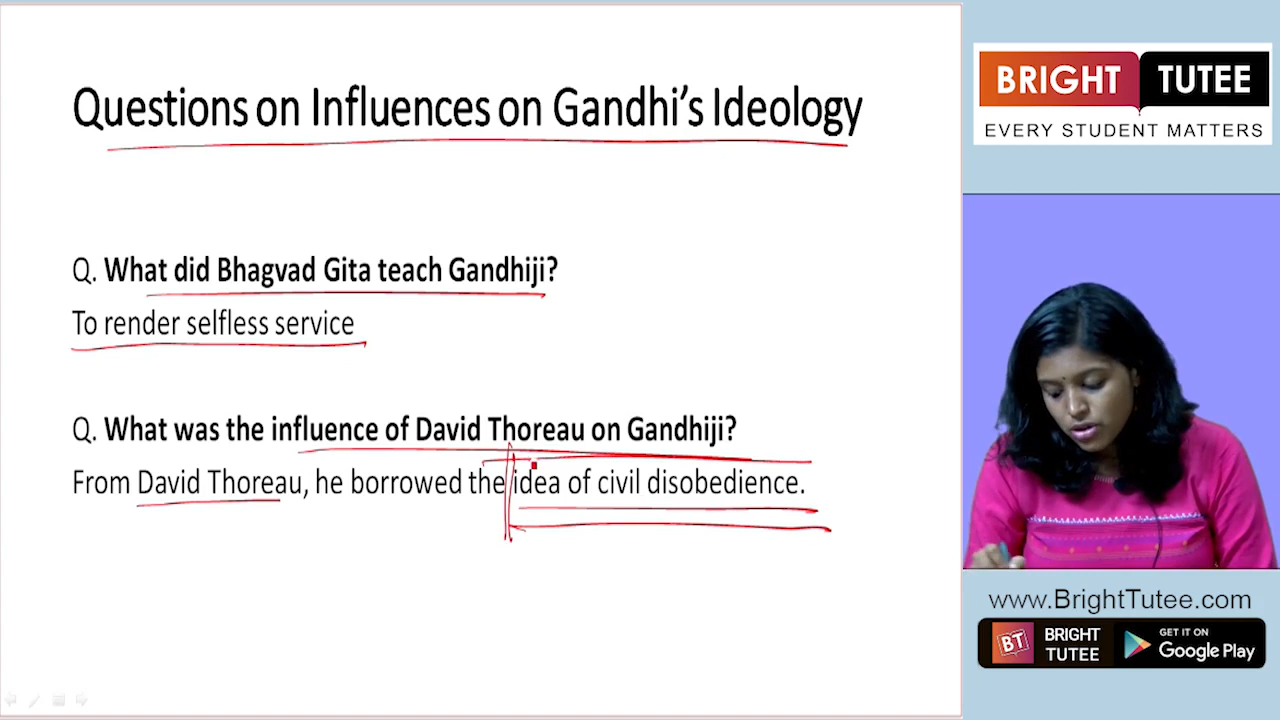 Questions on Influences on Gandhi's Ideology
Q. What did Bhagvad Gita teach Gandhiji?
To render selfless service
Q. What was the influence of David Thoreau on Gandhiji?
From David Thoreau, he borrowed the idea of civil disobedience.
BRIGHT TUTEE
EVERY STUDENT MATTERS
www.BrightTutee.com
BT
BRIGHT
TUTEE
GET IT ON
Google Play